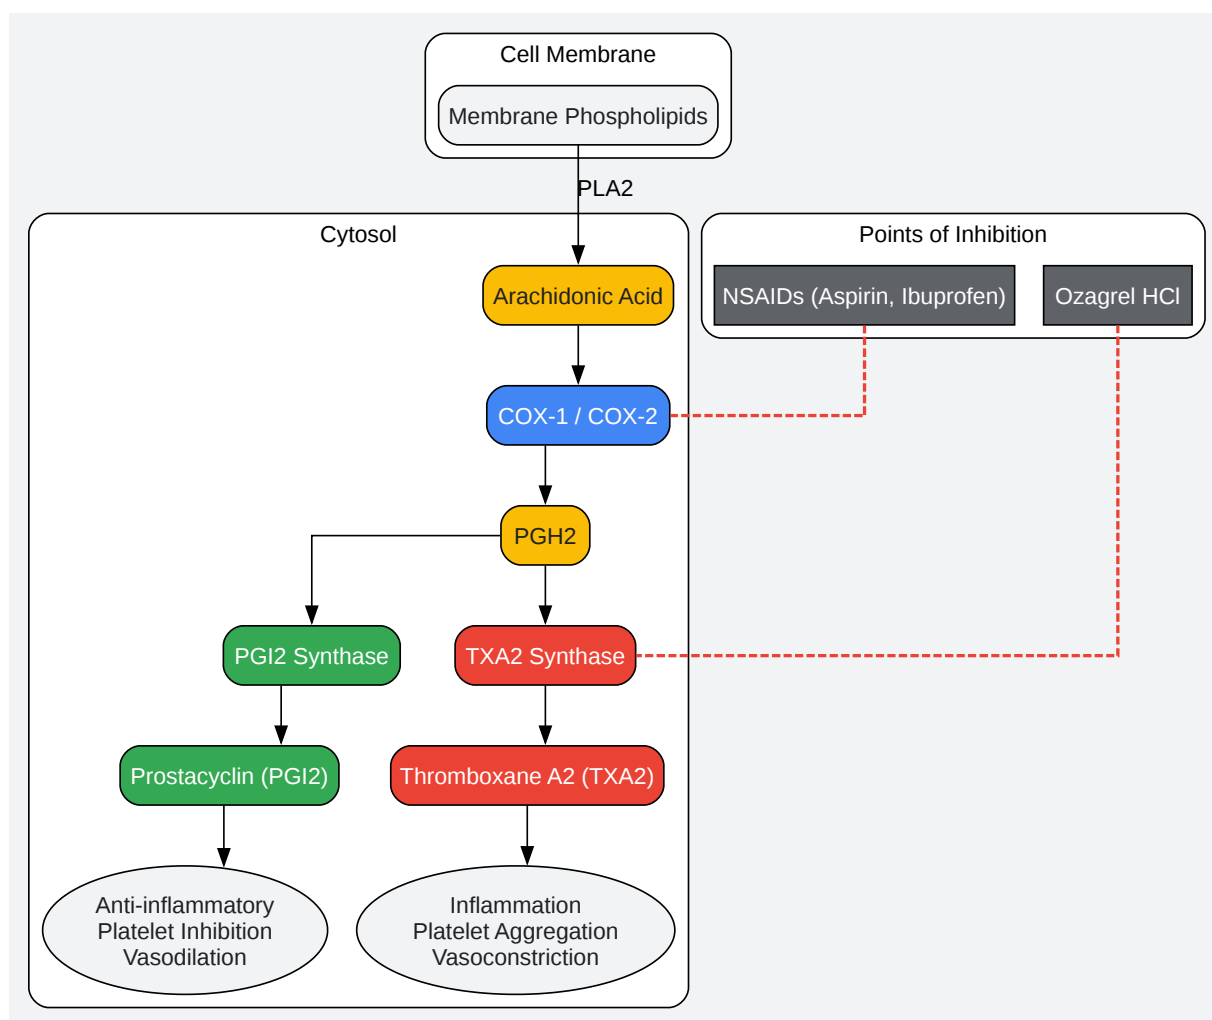 Cell Membrane
Membrane Phospholipids
PLA2
Cytosol
Points of Inhibition
Arachidonic Acid
NSAIDs (Aspirin, Ibuprofen)
Ozagrel HCl
COX-1 / COX-2
PGH2
PGI2 Synthase
TXA2 Synthase
Prostacyclin (PGI2)
Thromboxane A2 (TXA2)
Anti-inflammatory
Platelet Inhibition
Vasodilation
Inflammation
Platelet Aggregation
Vasoconstriction